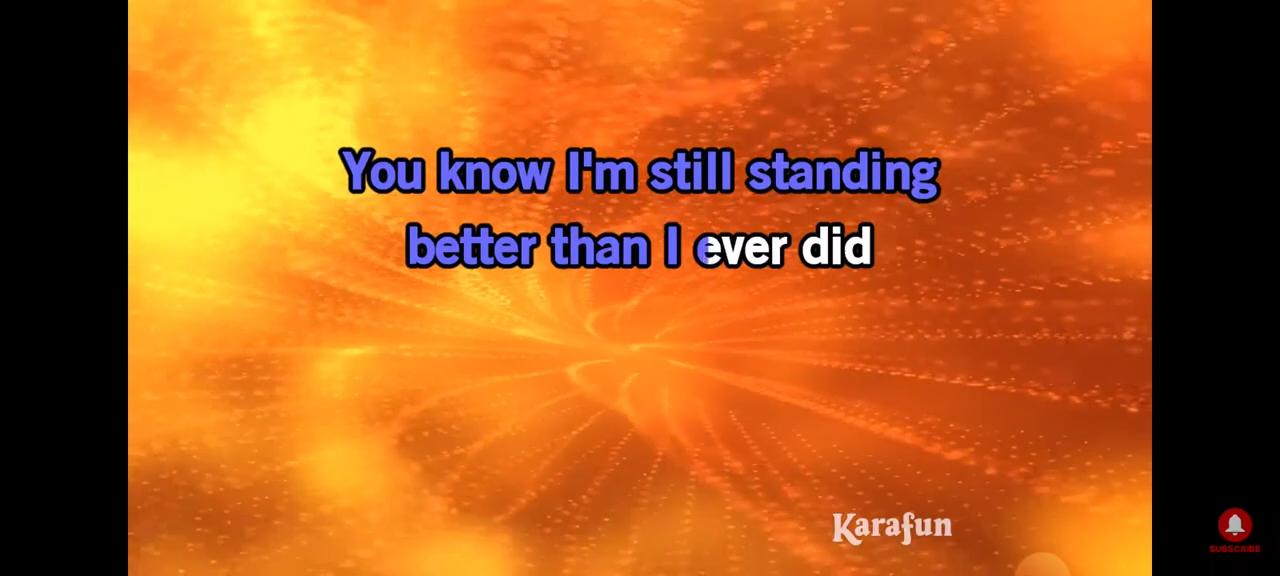 You know I'm still standing
better than I ever did
Karafun
SUBSCRIBE